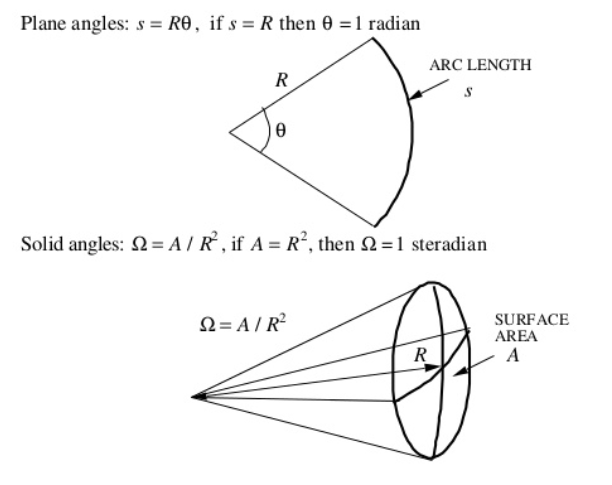 Plane angles: s = Rθ, if s = R then θ = 1 radian
R
ARC LENGTH
s
θ
Solid angles: Ω = A / R², if A = R², then Ω = 1 steradian
Ω = A / R²
SURFACE
AREA
R
A